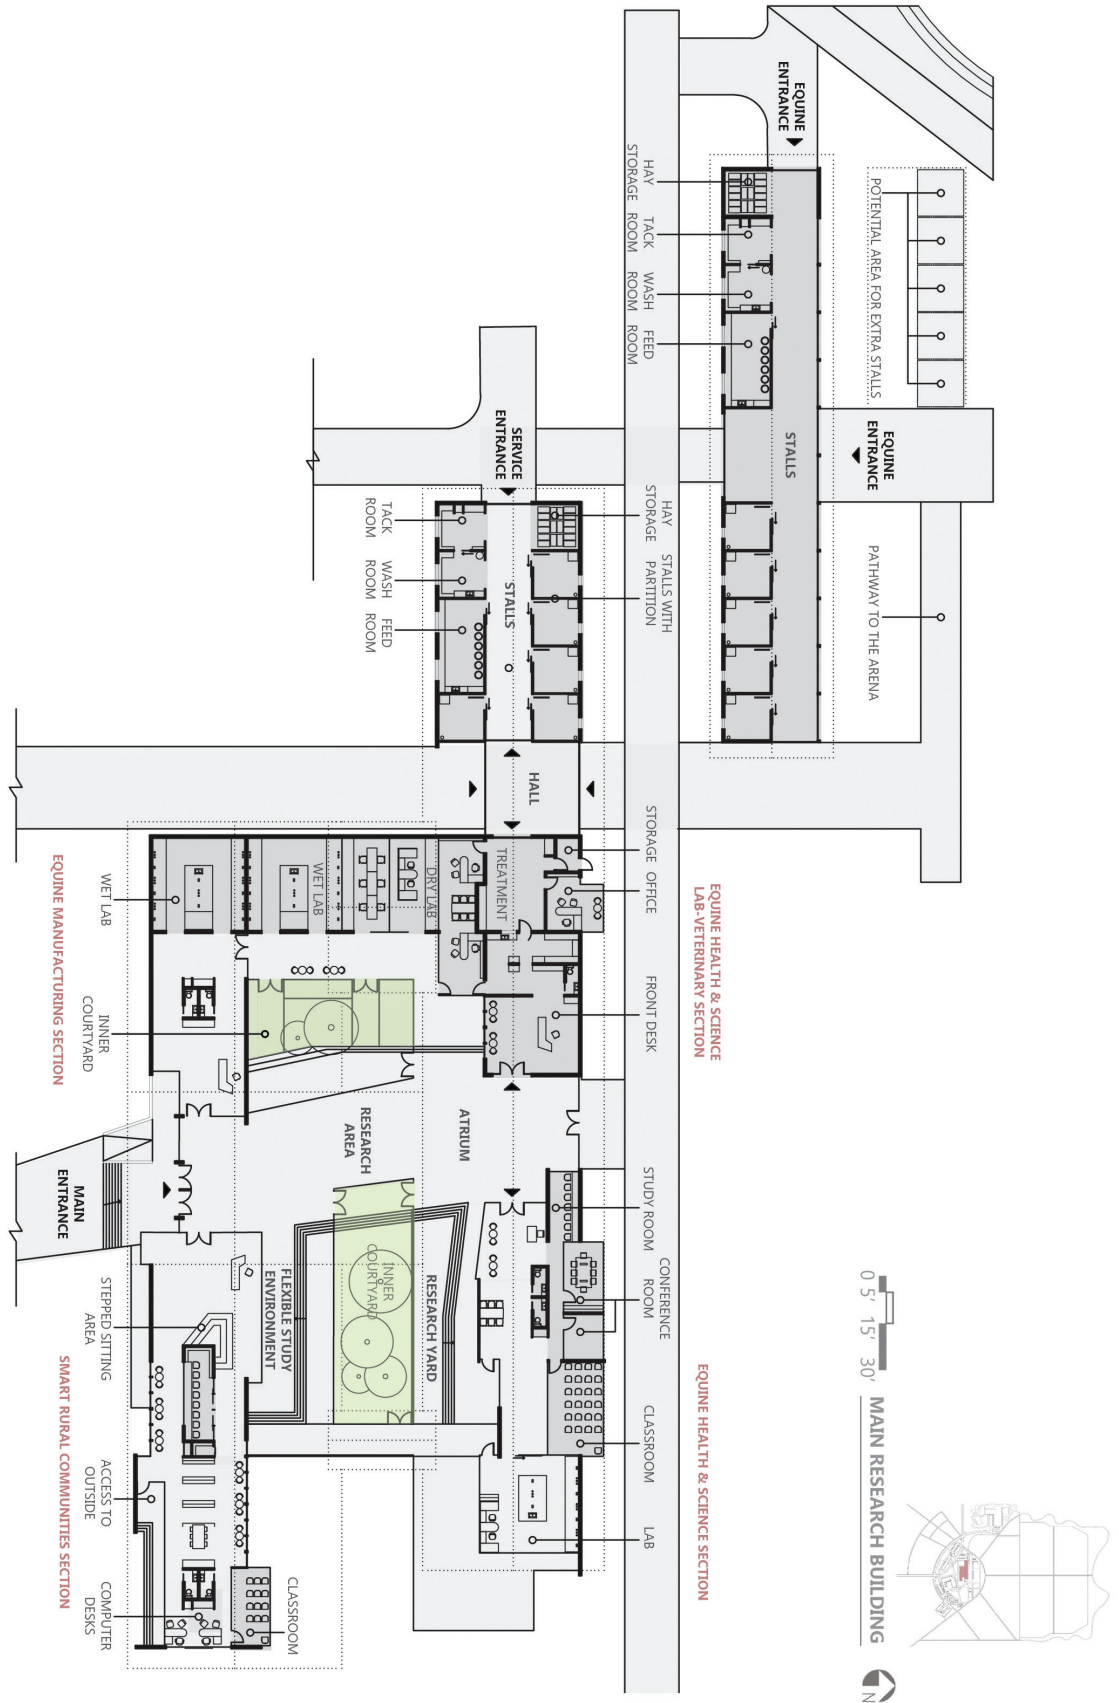 EQUINE
ENTRANCE
POTENTIAL AREA FOR EXTRA STALLS
HAY
STORAGE
TACK
ROOM
WASH
ROOM
FEED
ROOM
STALLS
EQUINE
ENTRANCE
PATHWAY TO THE ARENA
SERVICE
ENTRANCE
HAY
STORAGE
STALLS WITH
PARTITION
TACK
ROOM
WASH
ROOM
FEED
ROOM
STALLS
HALL
STORAGE
OFFICE
TREATMENT
EQUINE HEALTH & SCIENCE
LAB-VETERINARY SECTION
FRONT DESK
DRY LAB
WET LAB
WET LAB
EQUINE MANUFACTURING SECTION
INNER
COURTYARD
ATRIUM
RESEARCH
AREA
MAIN
ENTRANCE
STUDY ROOM
CONFERENCE
ROOM
CLASSROOM
LAB
EQUINE HEALTH & SCIENCE SECTION
RESEARCH YARD
INNER
COURTYARD
FLEXIBLE STUDY
ENVIRONMENT
STEPPED SITTING
AREA
SMART RURAL COMMUNITIES SECTION
ACCESS TO
OUTSIDE
COMPUTER
DESKS
CLASSROOM
0 5' 15' 30'
MAIN RESEARCH BUILDING
N